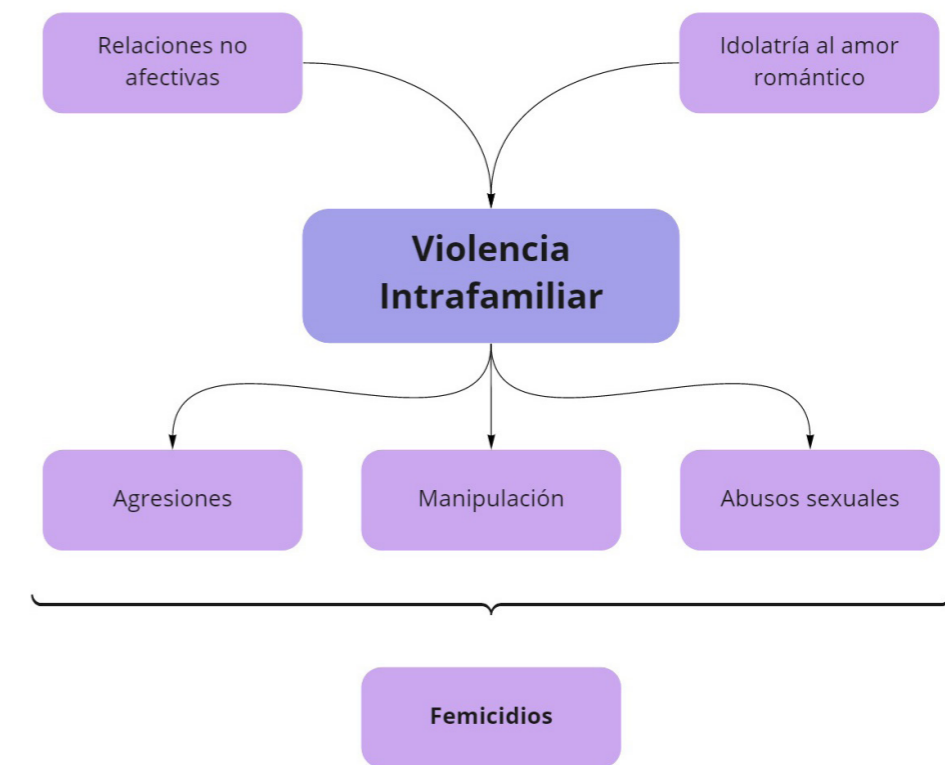 Relaciones no
afectivas
Idolatría al amor
romántico
Violencia
Intrafamiliar
Agresiones
Manipulación
Abusos sexuales
Femicidios